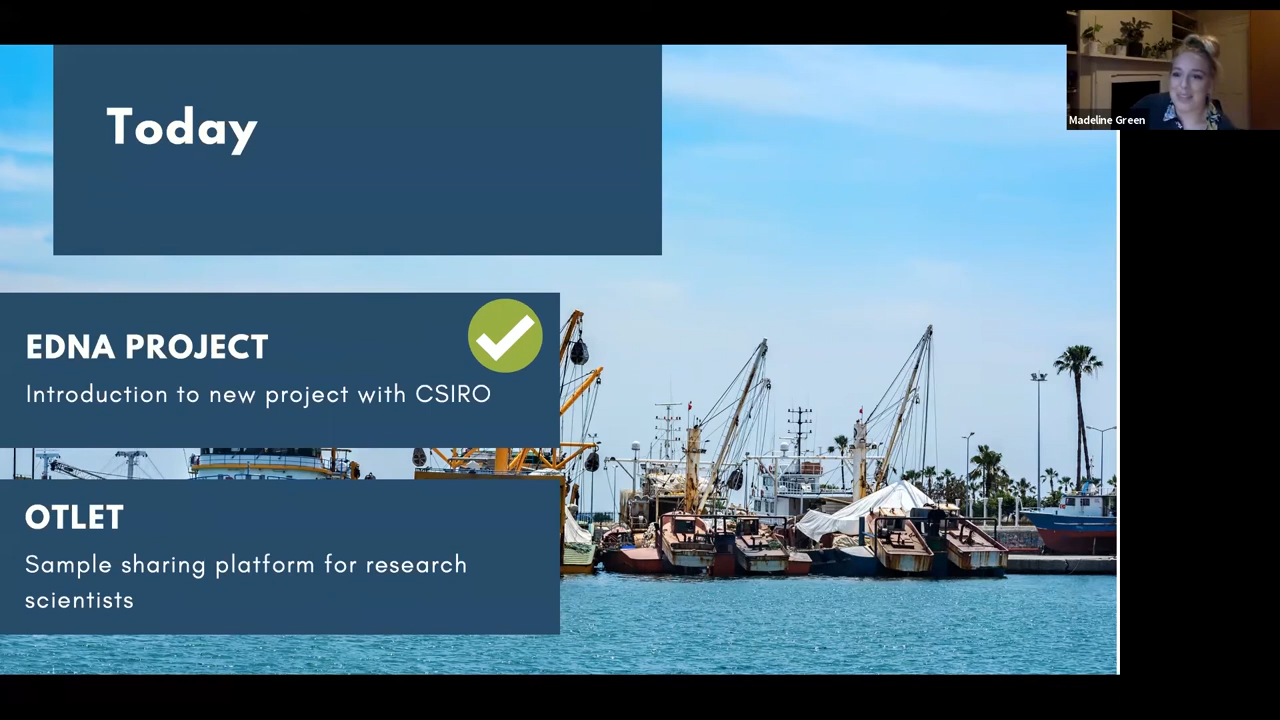 Today
Madeline Green
EDNA PROJECT
Introduction to new project with CSIRO
OTLET
Sample sharing platform for research
scientists